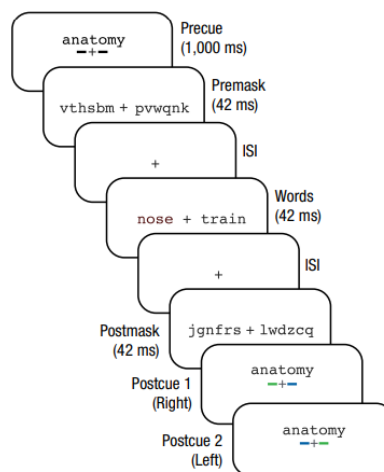 anatomy
-+-
Precue
(1,000 ms)
vthsbm + pvwqnk
Premask
(42 ms)
+
ISI
nose + train
Words
(42 ms)
+
ISI
jgnfrs + lwdzcq
Postmask
(42 ms)
anatomy
-+-
Postcue 1
(Right)
anatomy
-+-
Postcue 2
(Left)